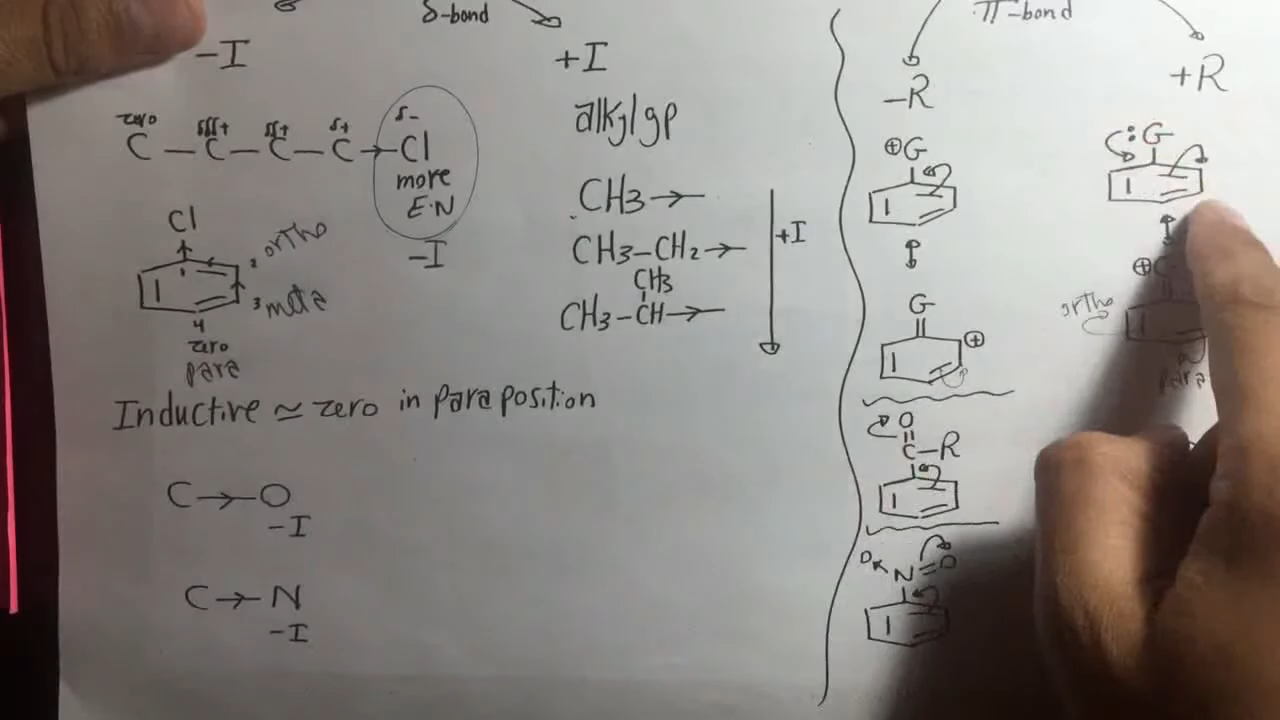 δ-bond
-I
+I
zero δδδ+ δδ+ δ+ δ-
C — C — C — C → Cl
more
E.N
-I
Cl
1
2 ortho
3 meta
4
zero
para
Inductive ≃ zero in para position
C → O
-I
C → N
-I
alkyl gp
CH3 →
CH3-CH2 →
CH3
CH3-CH →
+I
π-bond
-R
⊕G
G
⊕
O
C-R
O N O
+R
:G
⊕
ortho
para